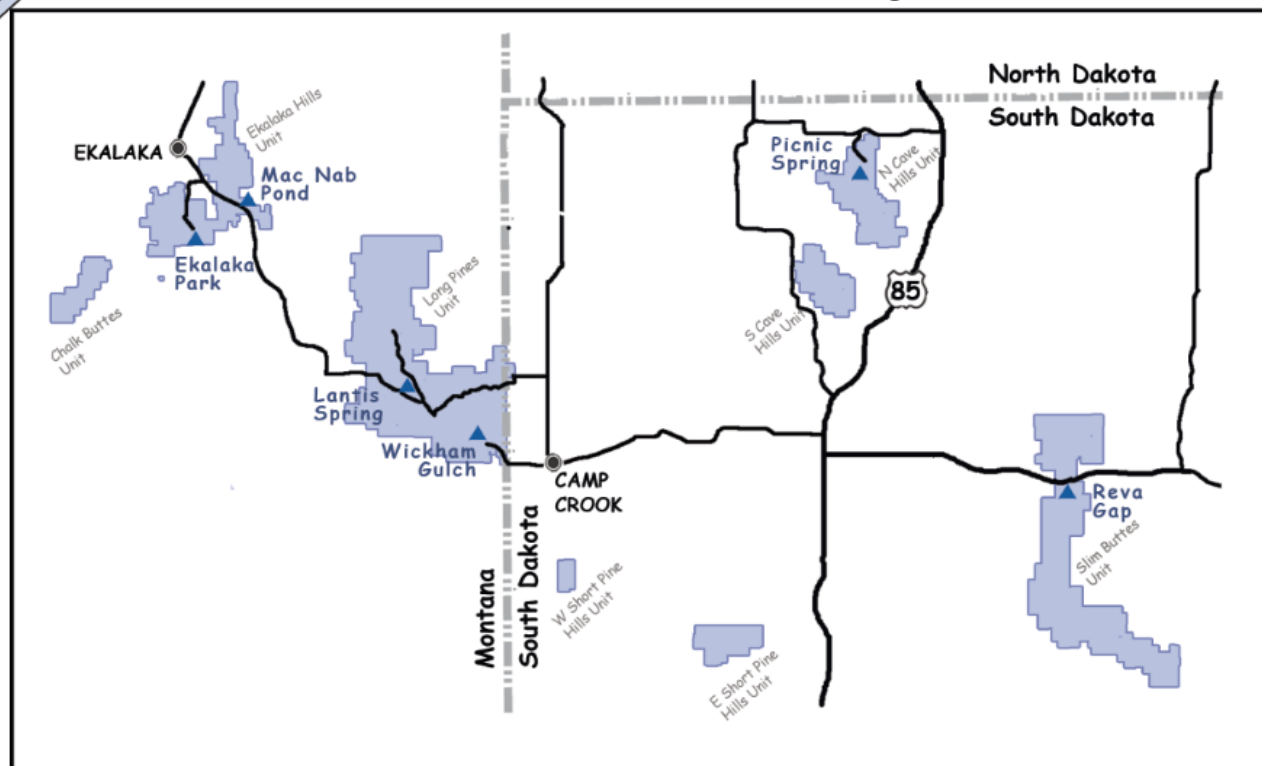 North Dakota
South Dakota
EKALAKA
Ekalaka Hills
Unit
Mac Nab
Pond
Ekalaka
Park
Chalk Buttes
Unit
Long Pines
Unit
Lantis
Spring
Wickham
Gulch
CAMP
CROOK
Montana
South Dakota
W Short Pine
Hills Unit
E Short Pine
Hills Unit
Picnic
Spring
N Cave
Hills Unit
S Cave
Hills Unit
85
Reva
Gap
Slim Buttes
Unit